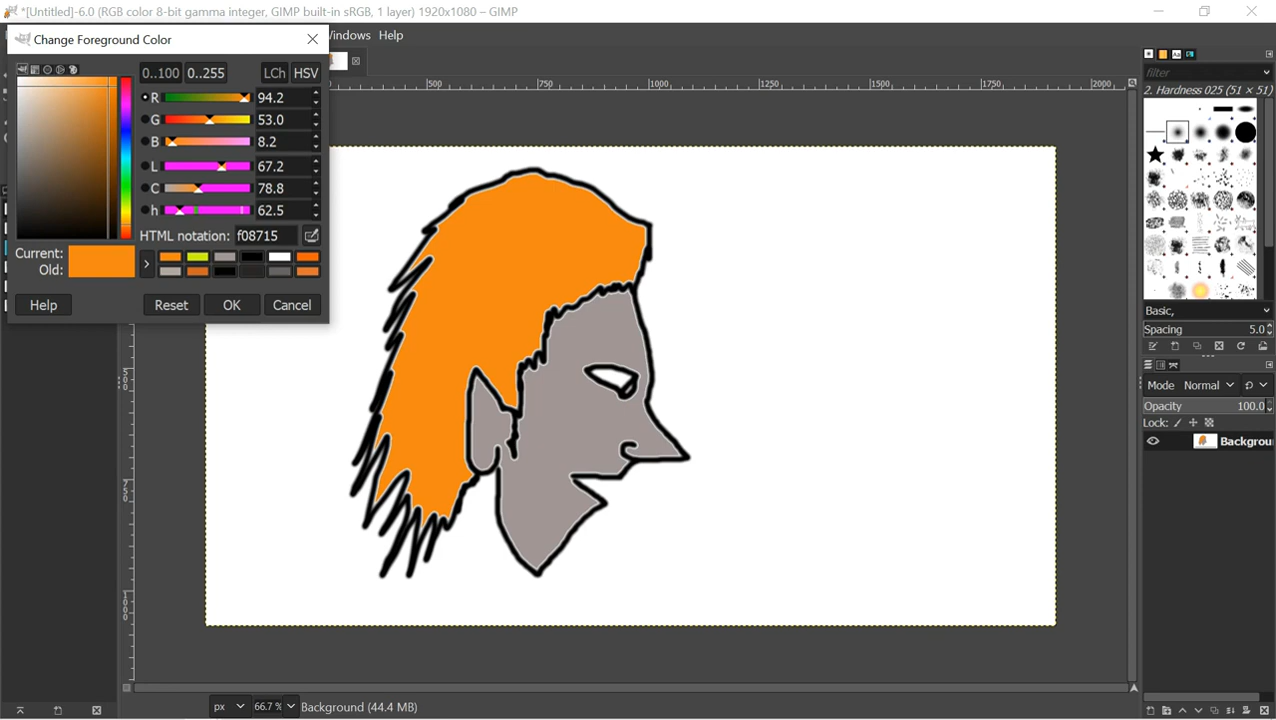 *[Untitled]-6.0 (RGB color 8-bit gamma integer, GIMP built-in sRGB, 1 layer) 1920x1080 – GIMP
Windows Help
Change Foreground Color
0..100 0..255 LCh HSV
R 94.2
G 53.0
B 8.2
L 67.2
C 78.8
h 62.5
HTML notation: f08715
Current:
Old:
Help Reset OK Cancel
500 750 1000 1250 1500 1750 2000
500
750
1000
filter
2. Hardness 025 (51 × 51)
Basic,
Spacing 5.0
Mode Normal
Opacity 100.0
Lock:
Backgrou
px 66.7 % Background (44.4 MB)